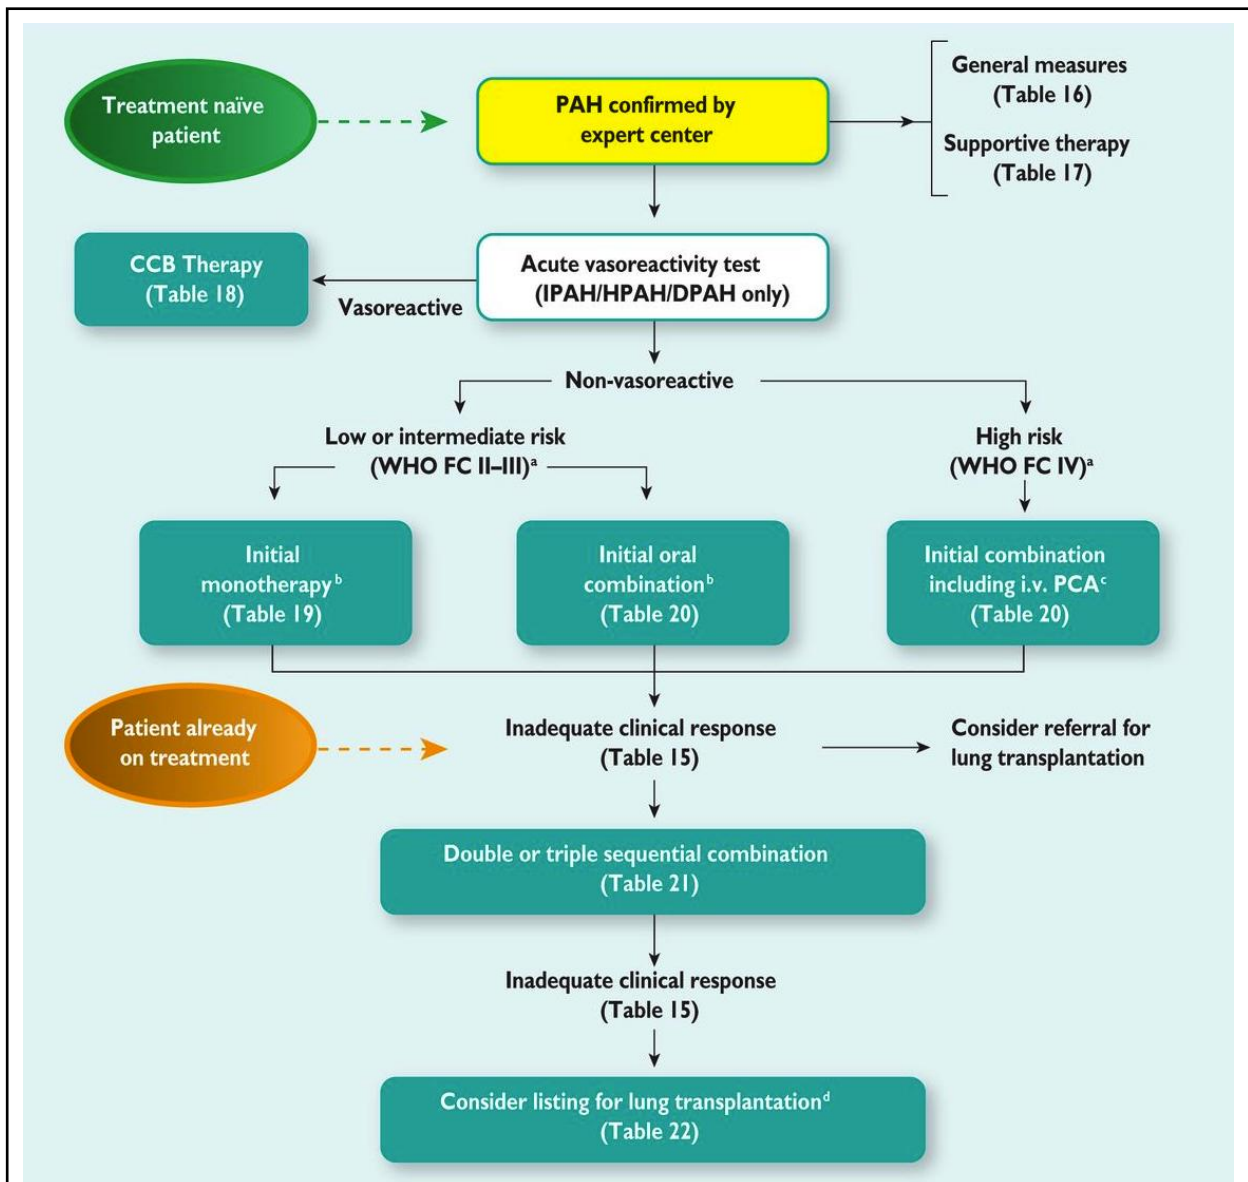 Treatment naïve
patient
PAH confirmed by
expert center
General measures
(Table 16)
Supportive therapy
(Table 17)
CCB Therapy
(Table 18)
Vasoreactive
Acute vasoreactivity test
(IPAH/HPAH/DPAH only)
Non-vasoreactive
Low or intermediate risk
(WHO FC II–III)ᵃ
High risk
(WHO FC IV)ᵃ
Initial
monotherapyᵇ
(Table 19)
Initial oral
combinationᵇ
(Table 20)
Initial combination
including i.v. PCAᶜ
(Table 20)
Patient already
on treatment
Inadequate clinical response
(Table 15)
Consider referral for
lung transplantation
Double or triple sequential combination
(Table 21)
Inadequate clinical response
(Table 15)
Consider listing for lung transplantationᵈ
(Table 22)